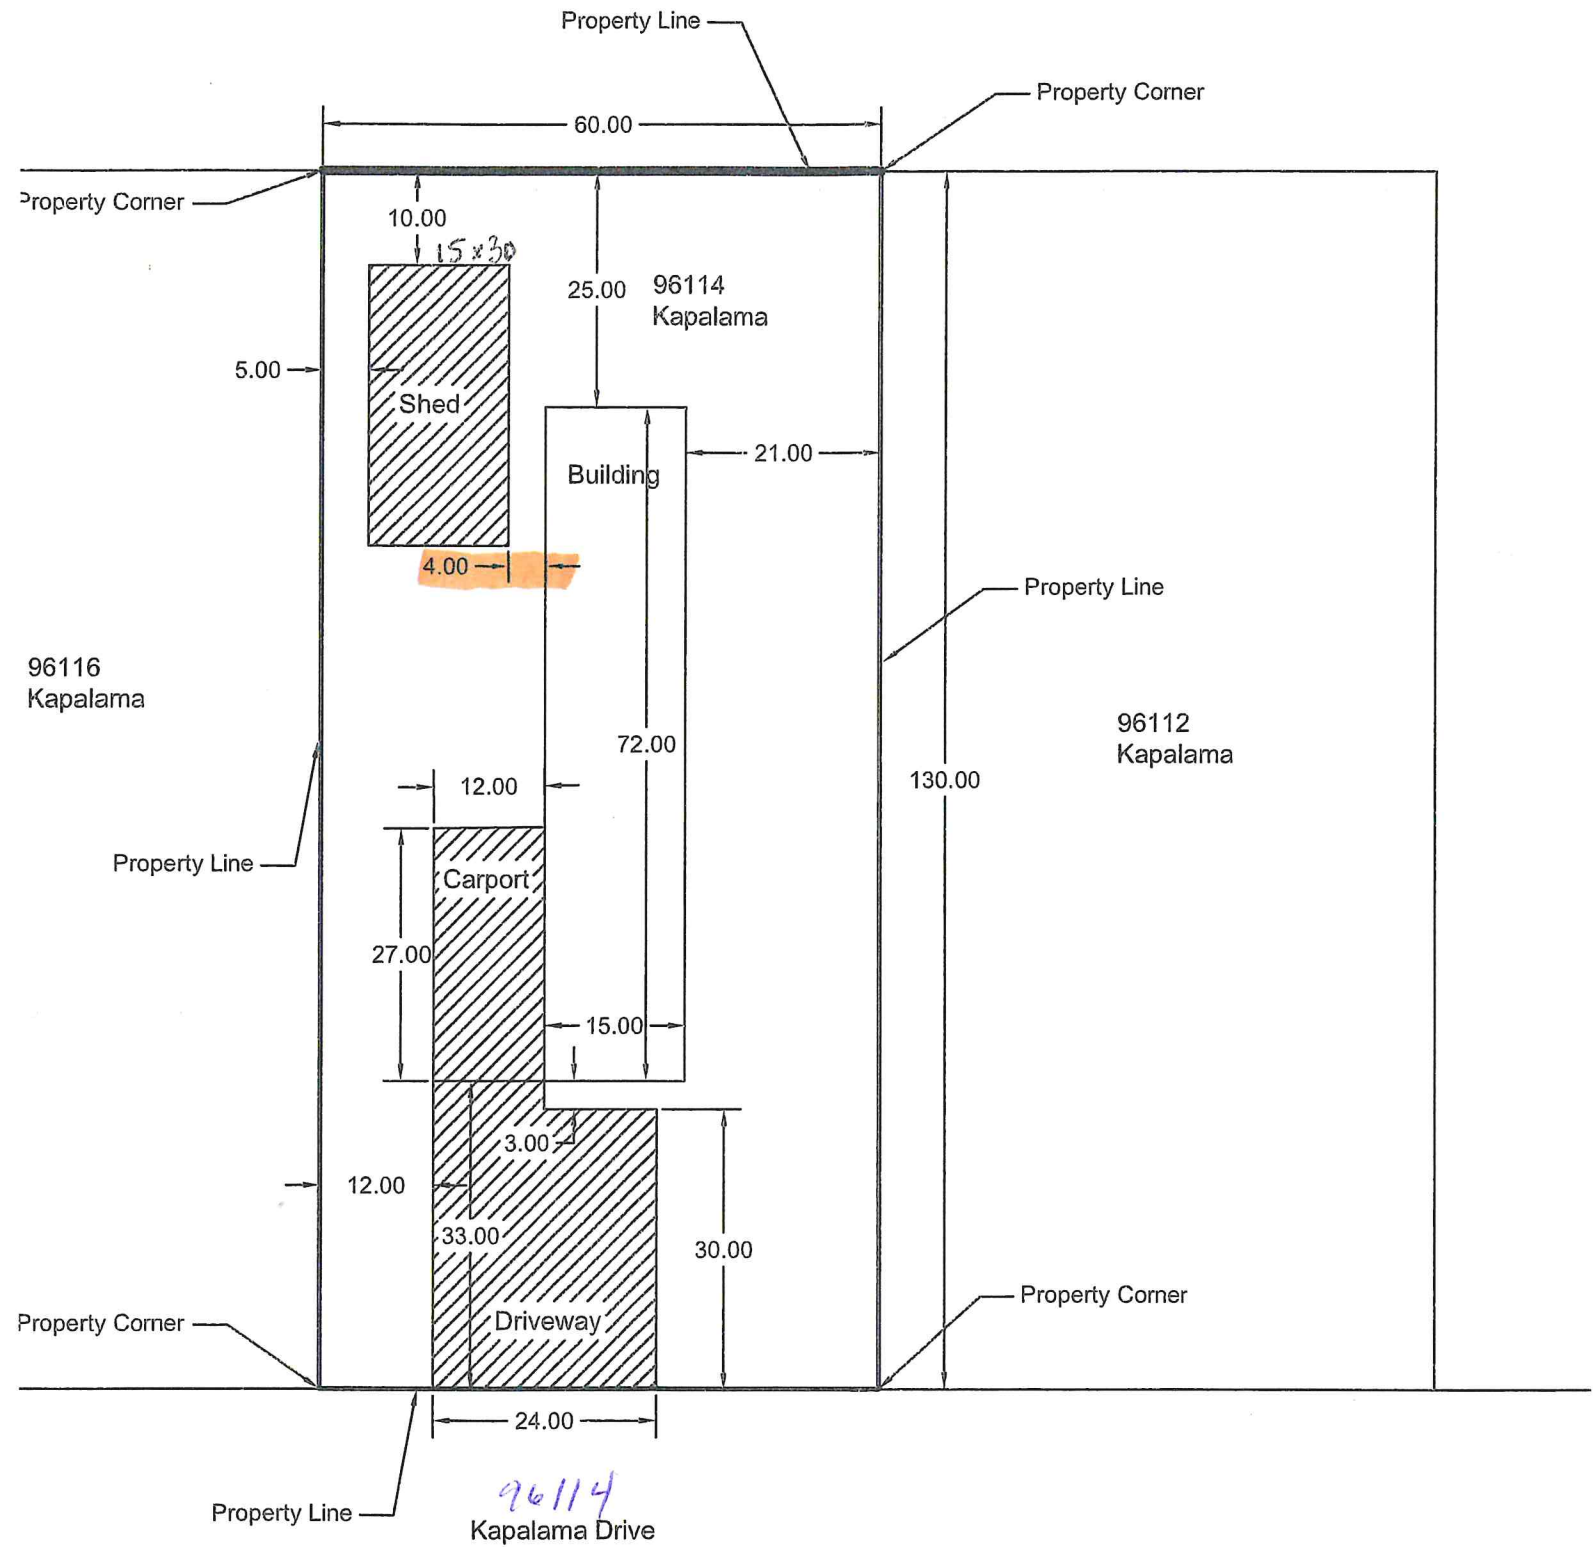 Property Line
Property Corner
60.00
Property Corner
10.00
15x30
25.00
96114
Kapalama
5.00
Shed
21.00
Building
4.00
Property Line
96116
Kapalama
96112
Kapalama
72.00
12.00
130.00
Property Line
Carport
27.00
15.00
3.00
12.00
33.00
30.00
Property Corner
Property Corner
Driveway
24.00
96114
Property Line
Kapalama Drive